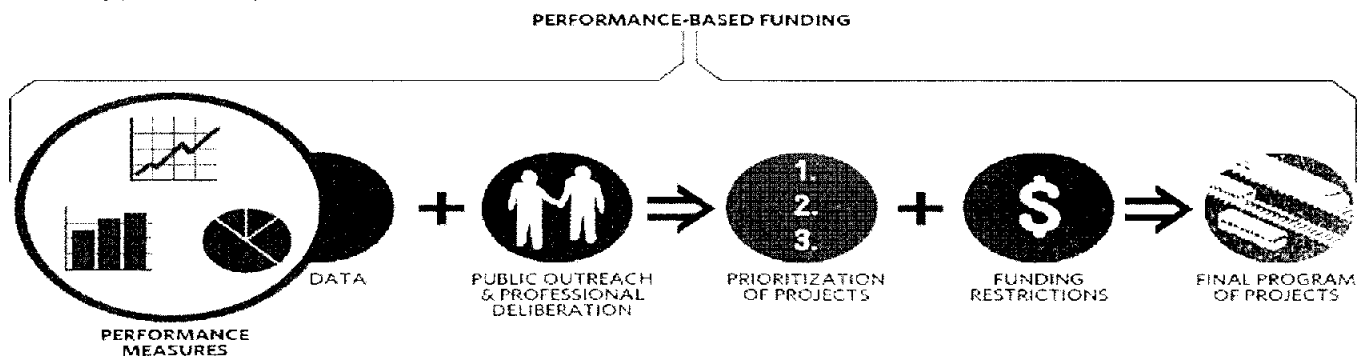 PERFORMANCE-BASED FUNDING
1.
2.
3.
$
DATA
PUBLIC OUTREACH
& PROFESSIONAL
DELIBERATION
PRIORITIZATION
OF PROJECTS
FUNDING
RESTRICTIONS
FINAL PROGRAM
OF PROJECTS
PERFORMANCE
MEASURES